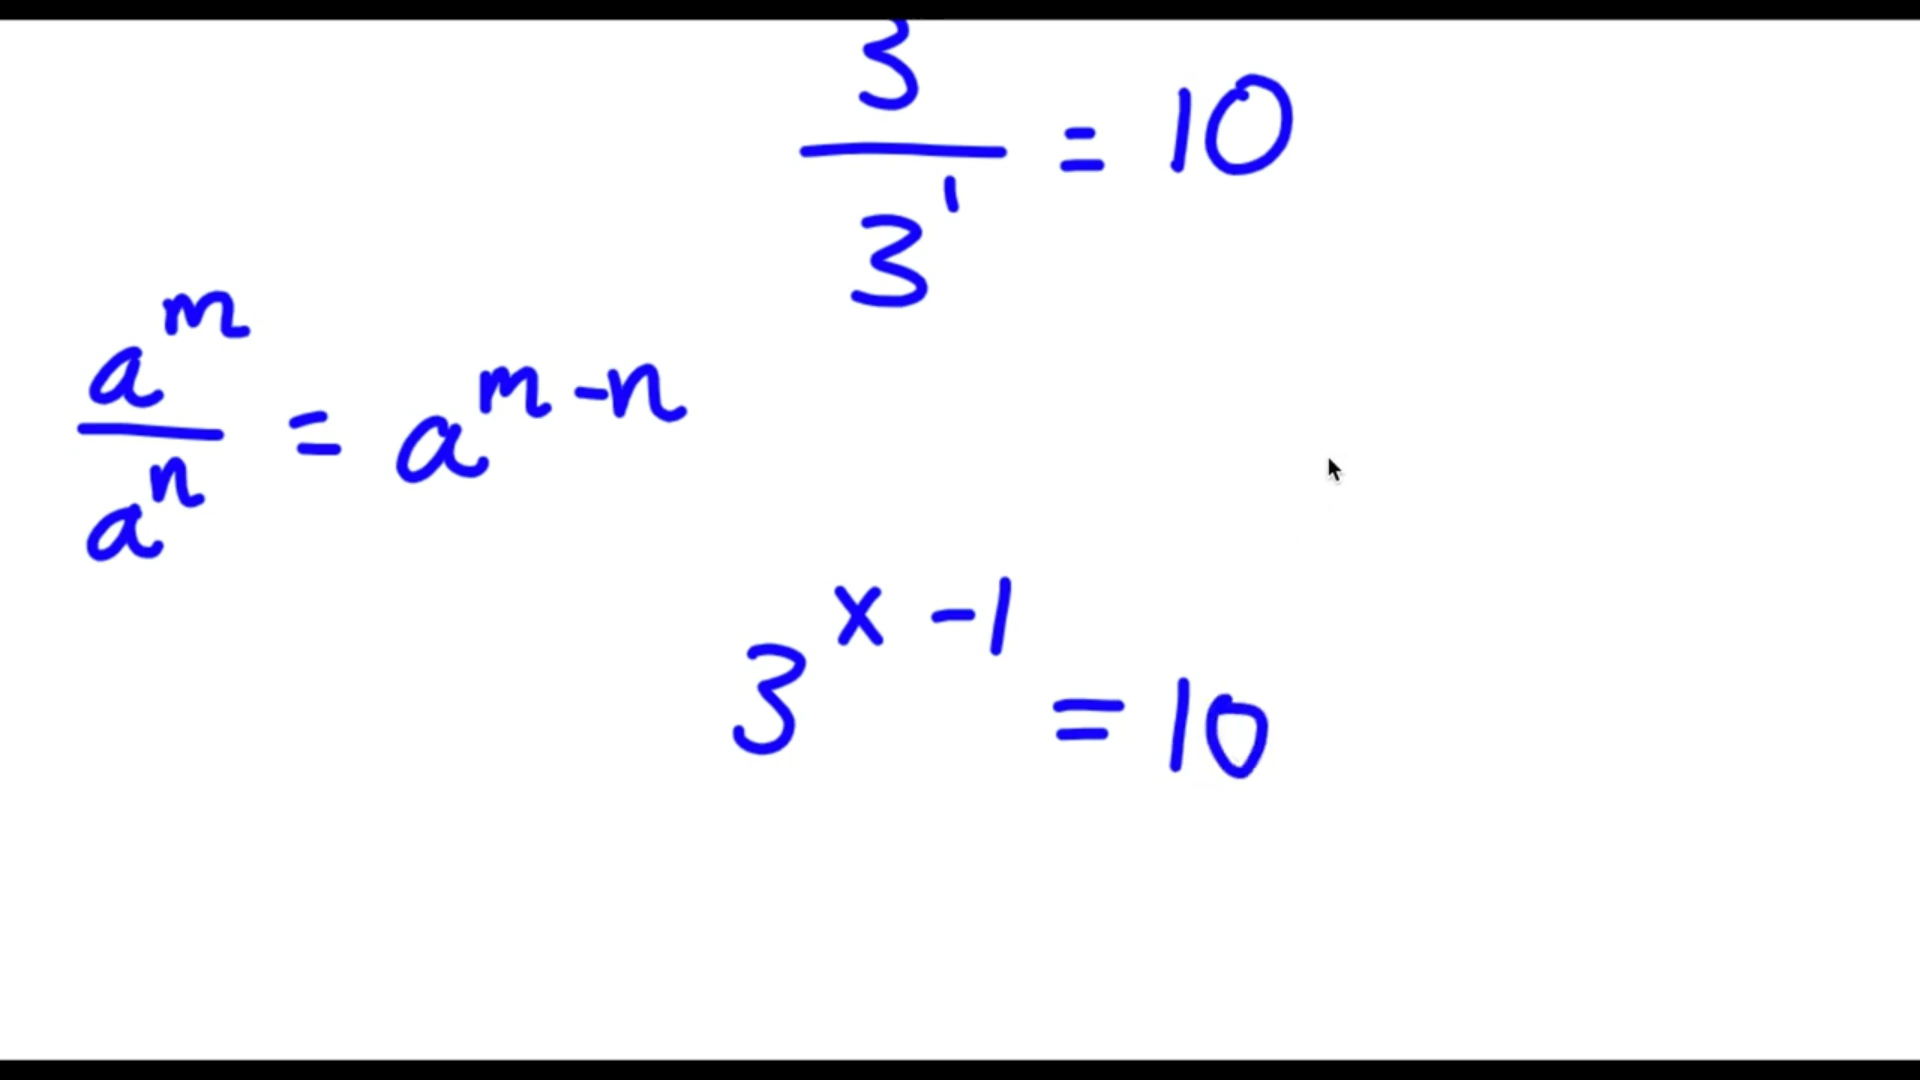 3
— = 10
3¹
aᵐ
— = aᵐ⁻ⁿ
aⁿ
3ˣ⁻¹ = 10